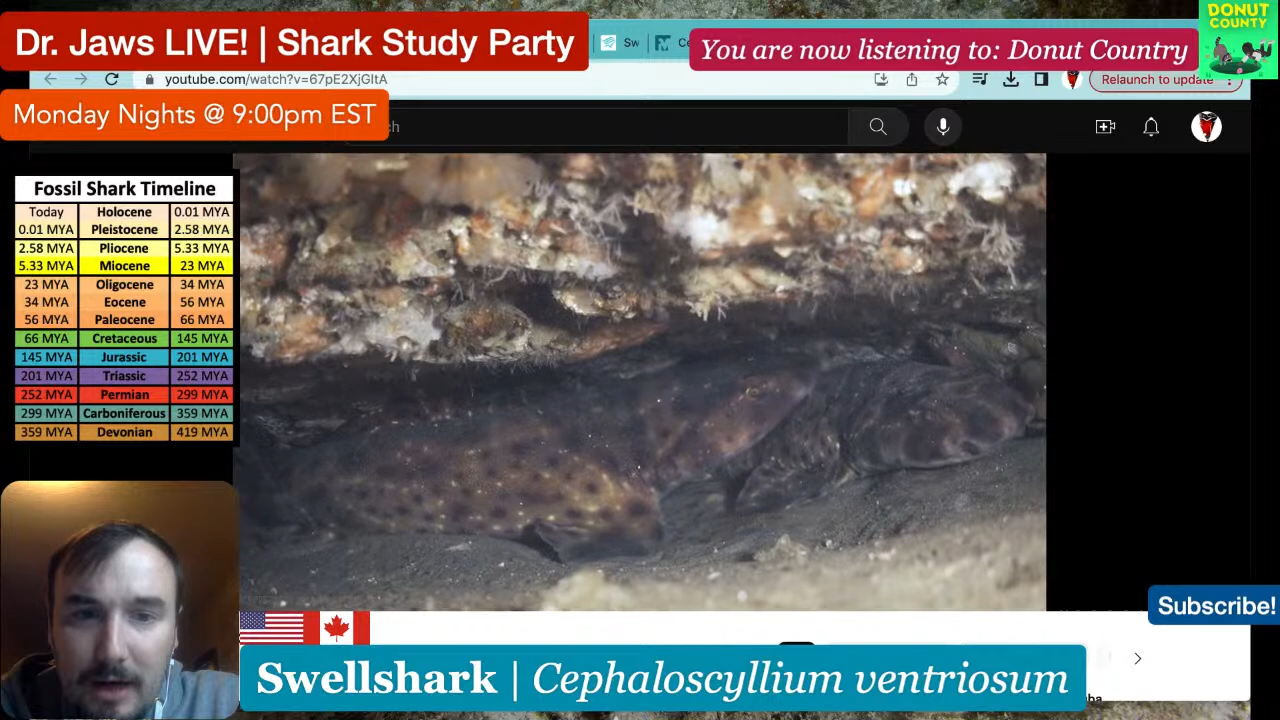 Dr. Jaws LIVE! | Shark Study Party
Sw
You are now listening to: Donut Country
DONUT
COUNTY
youtube.com/watch?v=67pE2XjGItA
Relaunch to update
Monday Nights @ 9:00pm EST
ch
Fossil Shark Timeline
Today Holocene 0.01 MYA
0.01 MYA Pleistocene 2.58 MYA
2.58 MYA Pliocene 5.33 MYA
5.33 MYA Miocene 23 MYA
23 MYA Oligocene 34 MYA
34 MYA Eocene 56 MYA
56 MYA Paleocene 66 MYA
66 MYA Cretaceous 145 MYA
145 MYA Jurassic 201 MYA
201 MYA Triassic 252 MYA
252 MYA Permian 299 MYA
299 MYA Carboniferous 359 MYA
359 MYA Devonian 419 MYA
Subscribe!
Swellshark | Cephaloscyllium ventriosum